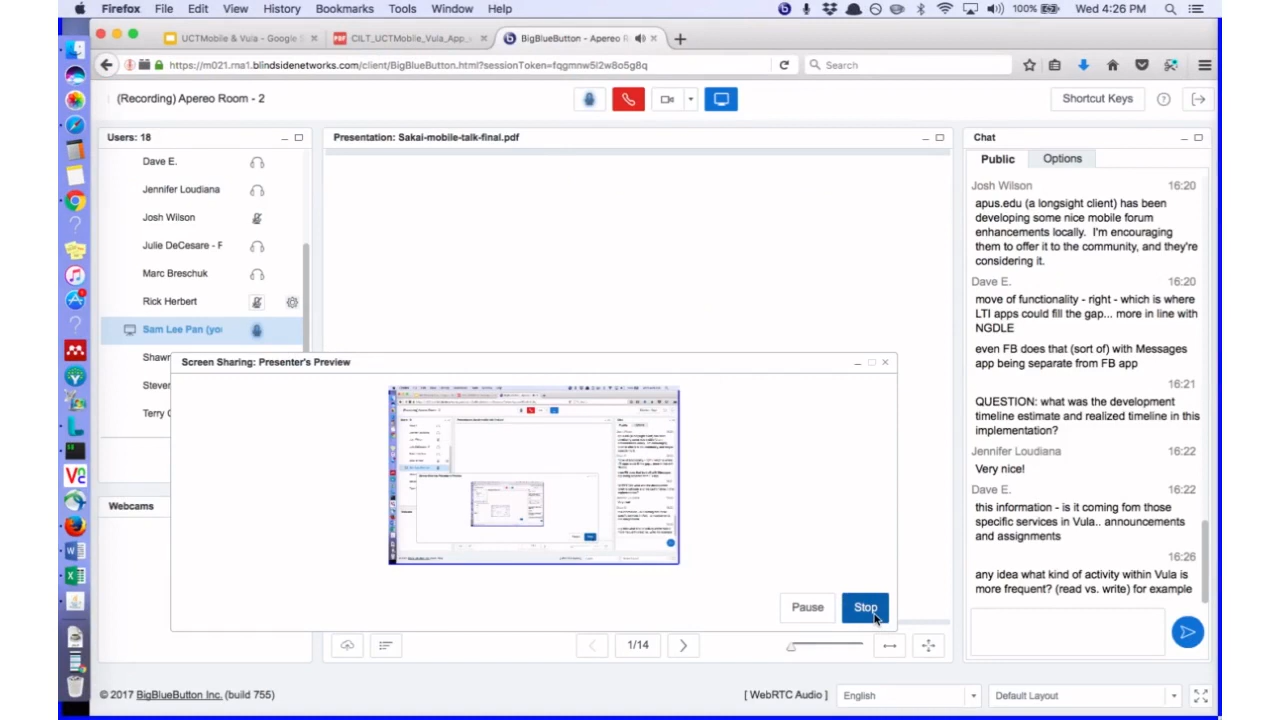 Firefox File Edit View History Bookmarks Tools Window Help 100% Wed 4:26 PM
UCTMobile & Vula - Google S CILT_UCTMobile_Vula_App_ BigBlueButton - Apereo R
https://m021.rna1.blindsidenetworks.com/client/BigBlueButton.html?sessionToken=fqgmnw5l2w8o5g8q Search
(Recording) Apereo Room - 2 Shortcut Keys
Users: 18
Dave E.
Jennifer Loudiana
Josh Wilson
Julie DeCesare - F
Marc Breschuk
Rick Herbert
Sam Lee Pan (you
Shawn
Steven
Terry
Webcams
Presentation: Sakai-mobile-talk-final.pdf
Screen Sharing: Presenter's Preview
Pause Stop
1/14
Chat
Public Options
Josh Wilson 16:20
apus.edu (a longsight client) has been
developing some nice mobile forum
enhancements locally. I'm encouraging
them to offer it to the community, and they're
considering it.
Dave E. 16:20
move of functionality - right - which is where
LTI apps could fill the gap... more in line with
NGDLE
even FB does that (sort of) with Messages
app being separate from FB app
16:21
QUESTION: what was the development
timeline estimate and realized timeline in this
implementation?
Jennifer Loudiana 16:22
Very nice!
Dave E. 16:22
this information - is it coming fom those
specific services in Vula.. announcements
and assignments
16:26
any idea what kind of activity within Vula is
more frequent? (read vs. write) for example
© 2017 BigBlueButton Inc. (build 755) [ WebRTC Audio ] English Default Layout